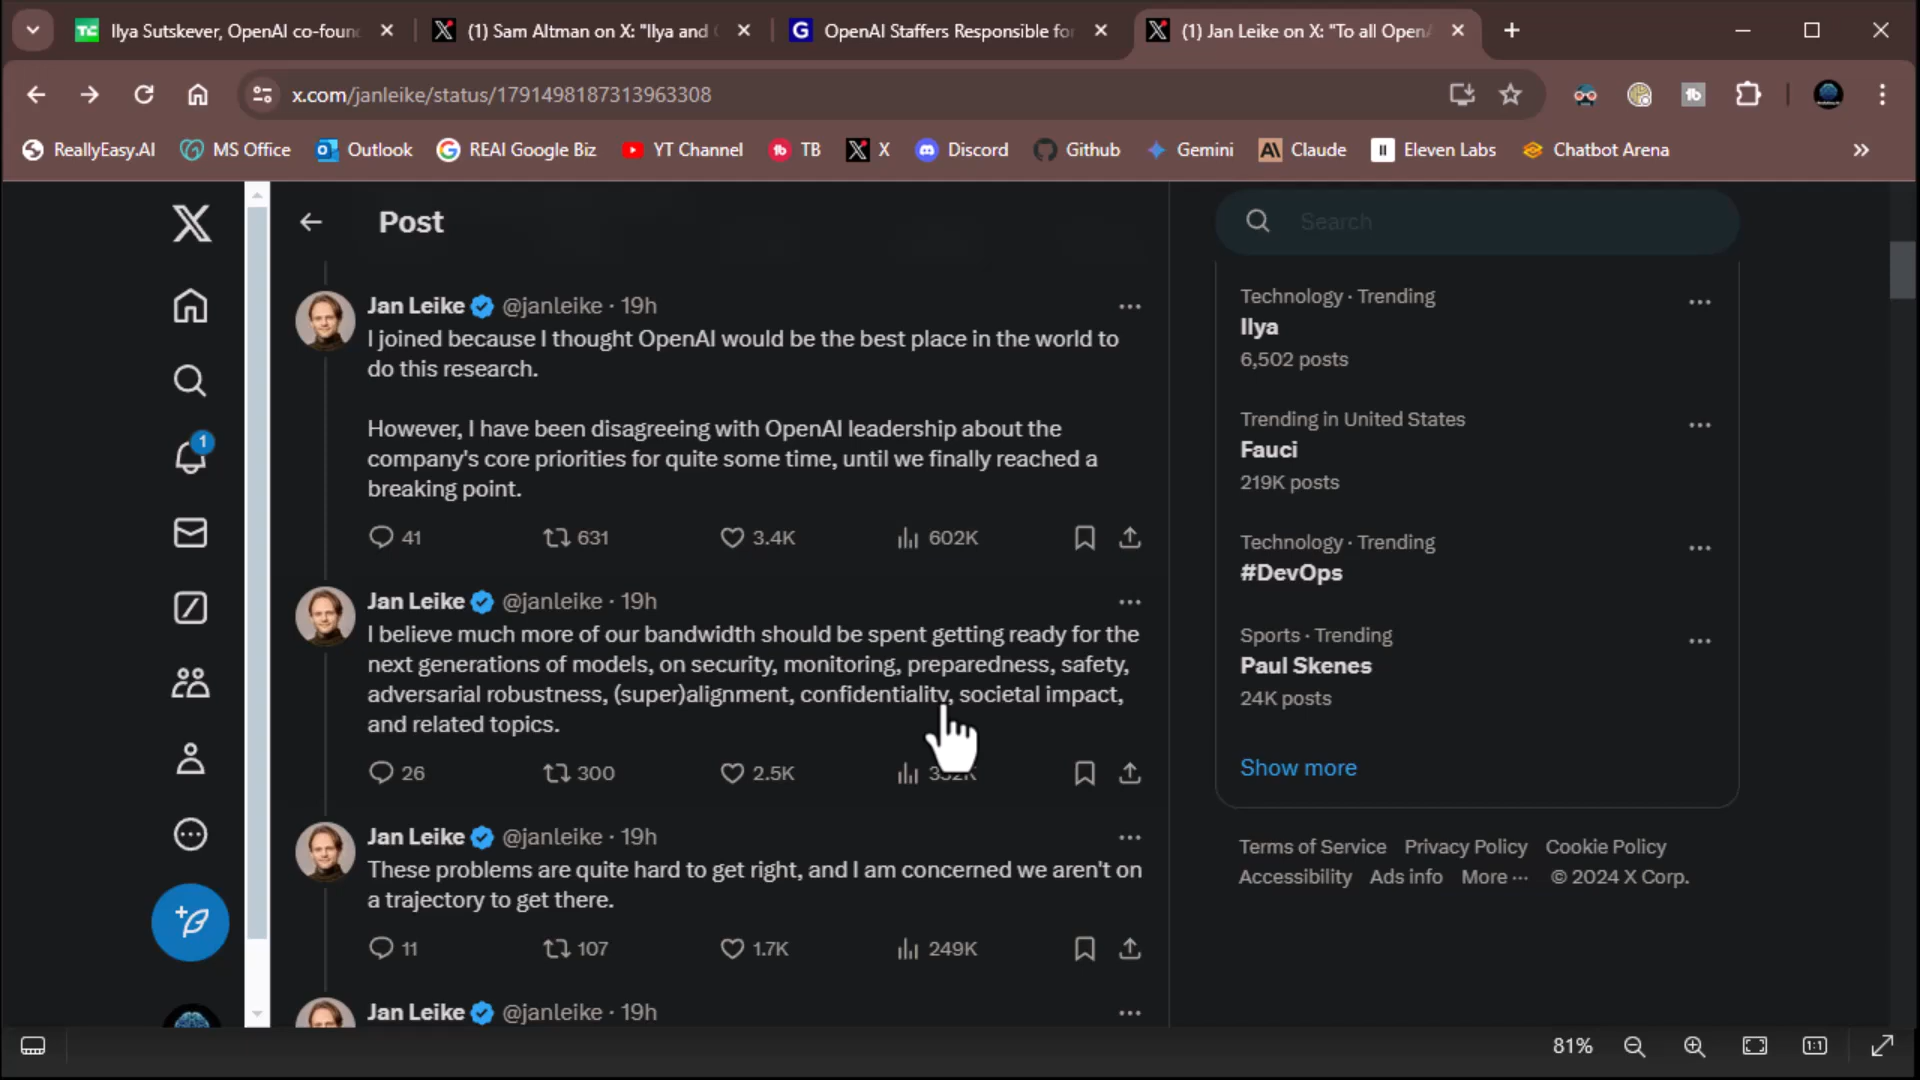 Ilya Sutskever, OpenAI co-foun
(1) Sam Altman on X: "Ilya and
OpenAI Staffers Responsible for
(1) Jan Leike on X: "To all OpenA
x.com/janleike/status/1791498187313963308
ReallyEasy.AI
MS Office
Outlook
REAI Google Biz
YT Channel
TB
X
Discord
Github
Gemini
Claude
Eleven Labs
Chatbot Arena
Post
Search
Jan Leike @janleike · 19h
I joined because I thought OpenAI would be the best place in the world to
do this research.
However, I have been disagreeing with OpenAI leadership about the
company's core priorities for quite some time, until we finally reached a
breaking point.
41 631 3.4K 602K
Jan Leike @janleike · 19h
I believe much more of our bandwidth should be spent getting ready for the
next generations of models, on security, monitoring, preparedness, safety,
adversarial robustness, (super)alignment, confidentiality, societal impact,
and related topics.
26 300 2.5K
Jan Leike @janleike · 19h
These problems are quite hard to get right, and I am concerned we aren't on
a trajectory to get there.
11 107 1.7K 249K
Jan Leike @janleike · 19h
1
Technology · Trending
Ilya
6,502 posts
Trending in United States
Fauci
219K posts
Technology · Trending
#DevOps
Sports · Trending
Paul Skenes
24K posts
Show more
Terms of Service Privacy Policy Cookie Policy
Accessibility Ads info More ··· © 2024 X Corp.
81%
1:1